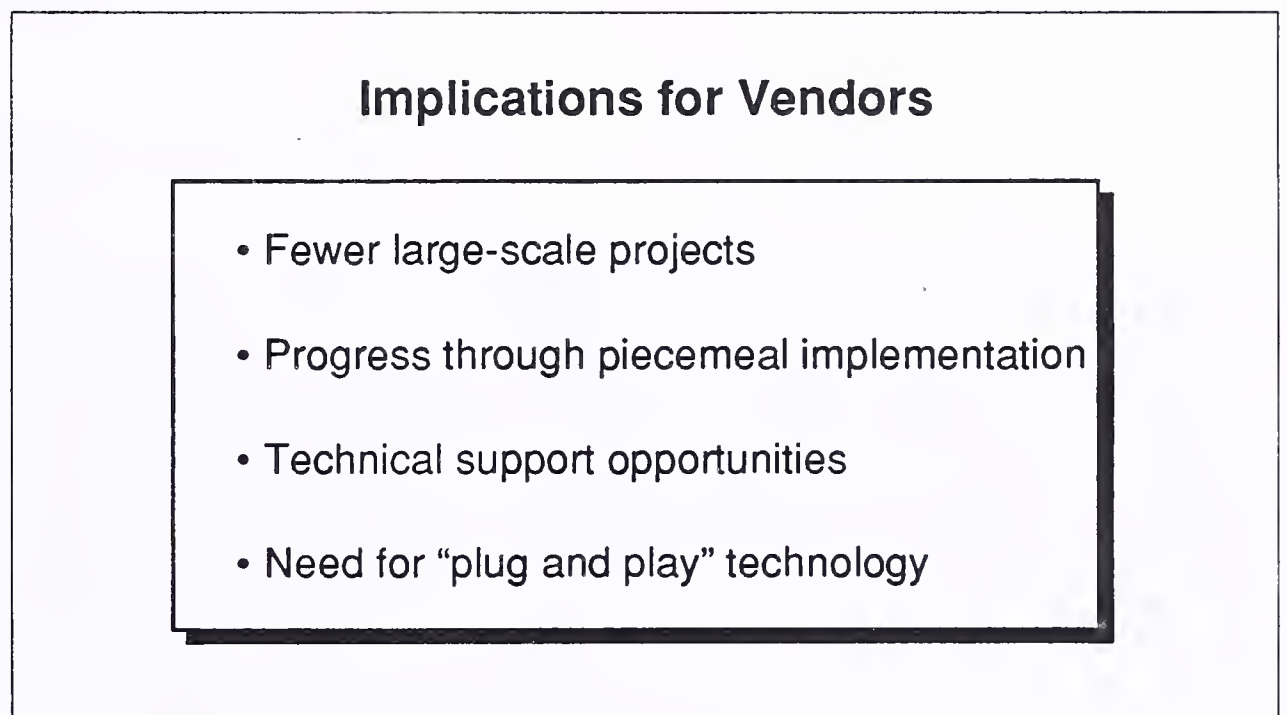 Implications for Vendors
• Fewer large-scale projects
• Progress through piecemeal implementation
• Technical support opportunities
• Need for “plug and play” technology